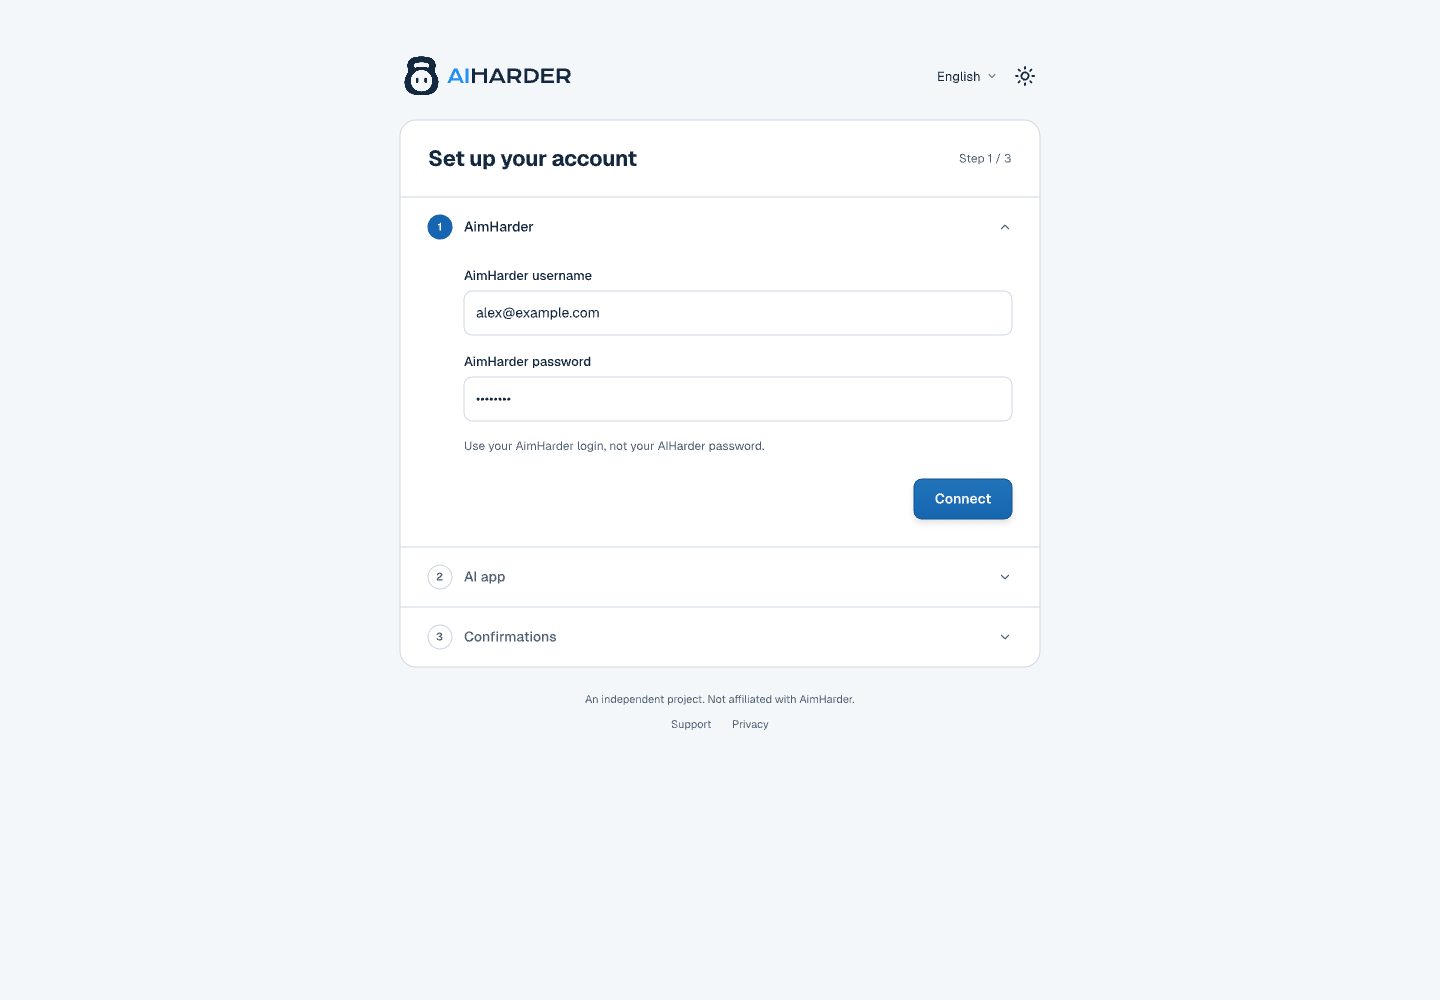 AIHARDER
English
Set up your account
Step 1 / 3
1 AimHarder
AimHarder username
alex@example.com
AimHarder password
••••••••
Use your AimHarder login, not your AIHarder password.
Connect
2 AI app
3 Confirmations
An independent project. Not affiliated with AimHarder.
Support Privacy